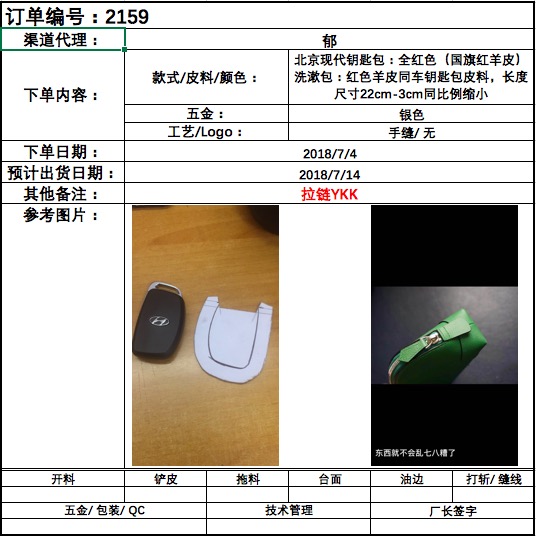 订单编号：2159
渠道代理：
郁
下单内容：
款式/皮料/颜色：
北京现代钥匙包：全红色（国旗红羊皮）
洗漱包：红色羊皮同车钥匙包皮料，长度
尺寸22cm-3cm同比例缩小
五金：
银色
工艺/Logo：
手缝/ 无
下单日期：
2018/7/4
预计出货日期：
2018/7/14
其他备注：
拉链YKK
参考图片：
东西就不会乱七八糟了
开料
铲皮
拖料
台面
油边
打斩/ 缝线
五金/ 包装/ QC
技术管理
厂长签字